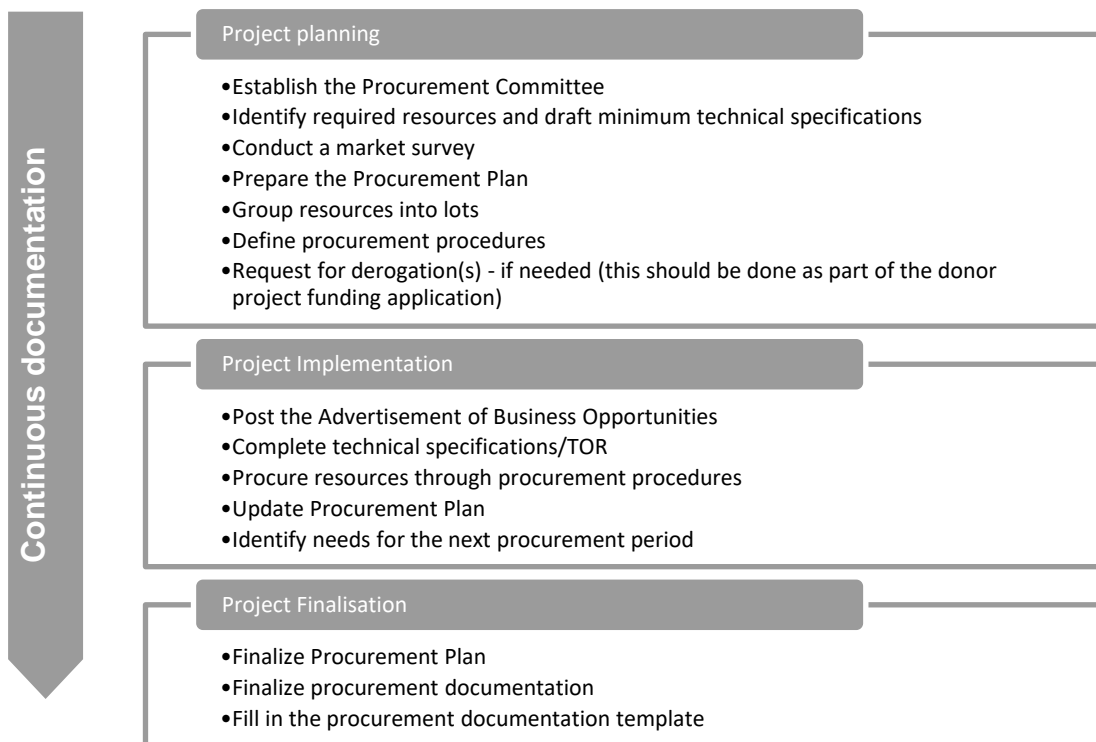 Continuous documentation
Project planning
•Establish the Procurement Committee
•Identify required resources and draft minimum technical specifications
•Conduct a market survey
•Prepare the Procurement Plan
•Group resources into lots
•Define procurement procedures
•Request for derogation(s) - if needed (this should be done as part of the donor
project funding application)
Project Implementation
•Post the Advertisement of Business Opportunities
•Complete technical specifications/TOR
•Procure resources through procurement procedures
•Update Procurement Plan
•Identify needs for the next procurement period
Project Finalisation
•Finalize Procurement Plan
•Finalize procurement documentation
•Fill in the procurement documentation template